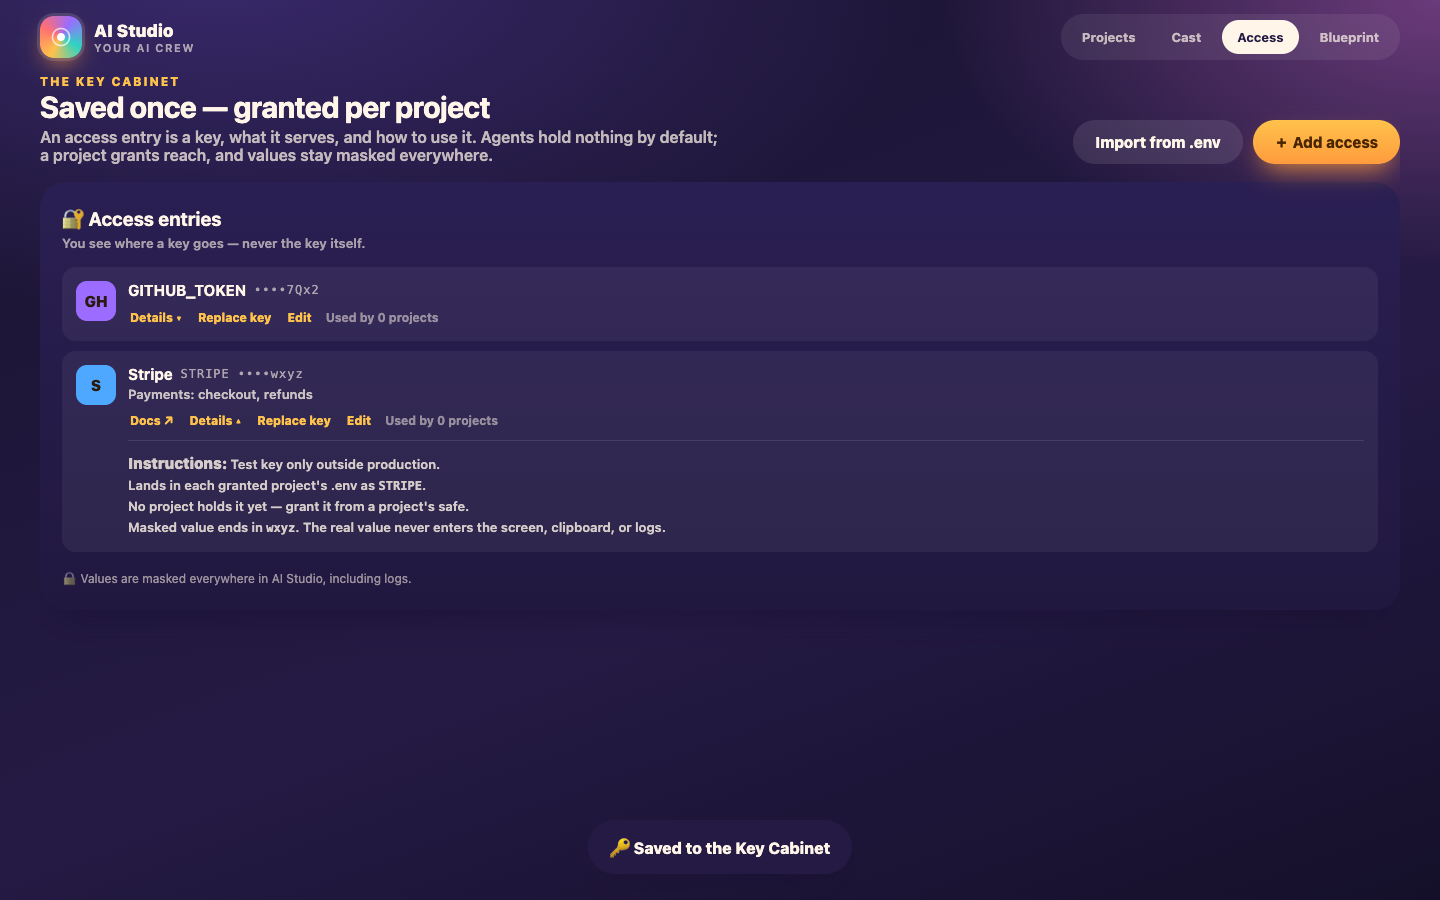 AI Studio
YOUR AI CREW
Projects
Cast
Access
Blueprint
THE KEY CABINET
Saved once — granted per project
An access entry is a key, what it serves, and how to use it. Agents hold nothing by default;
a project grants reach, and values stay masked everywhere.
Import from .env
+ Add access
🔐 Access entries
You see where a key goes — never the key itself.
GH
GITHUB_TOKEN ••••7Qx2
Details ▾ Replace key Edit Used by 0 projects
S
Stripe STRIPE ••••wxyz
Payments: checkout, refunds
Docs ↗ Details ▴ Replace key Edit Used by 0 projects
Instructions: Test key only outside production.
Lands in each granted project's .env as STRIPE.
No project holds it yet — grant it from a project's safe.
Masked value ends in wxyz. The real value never enters the screen, clipboard, or logs.
🔒 Values are masked everywhere in AI Studio, including logs.
🔑 Saved to the Key Cabinet